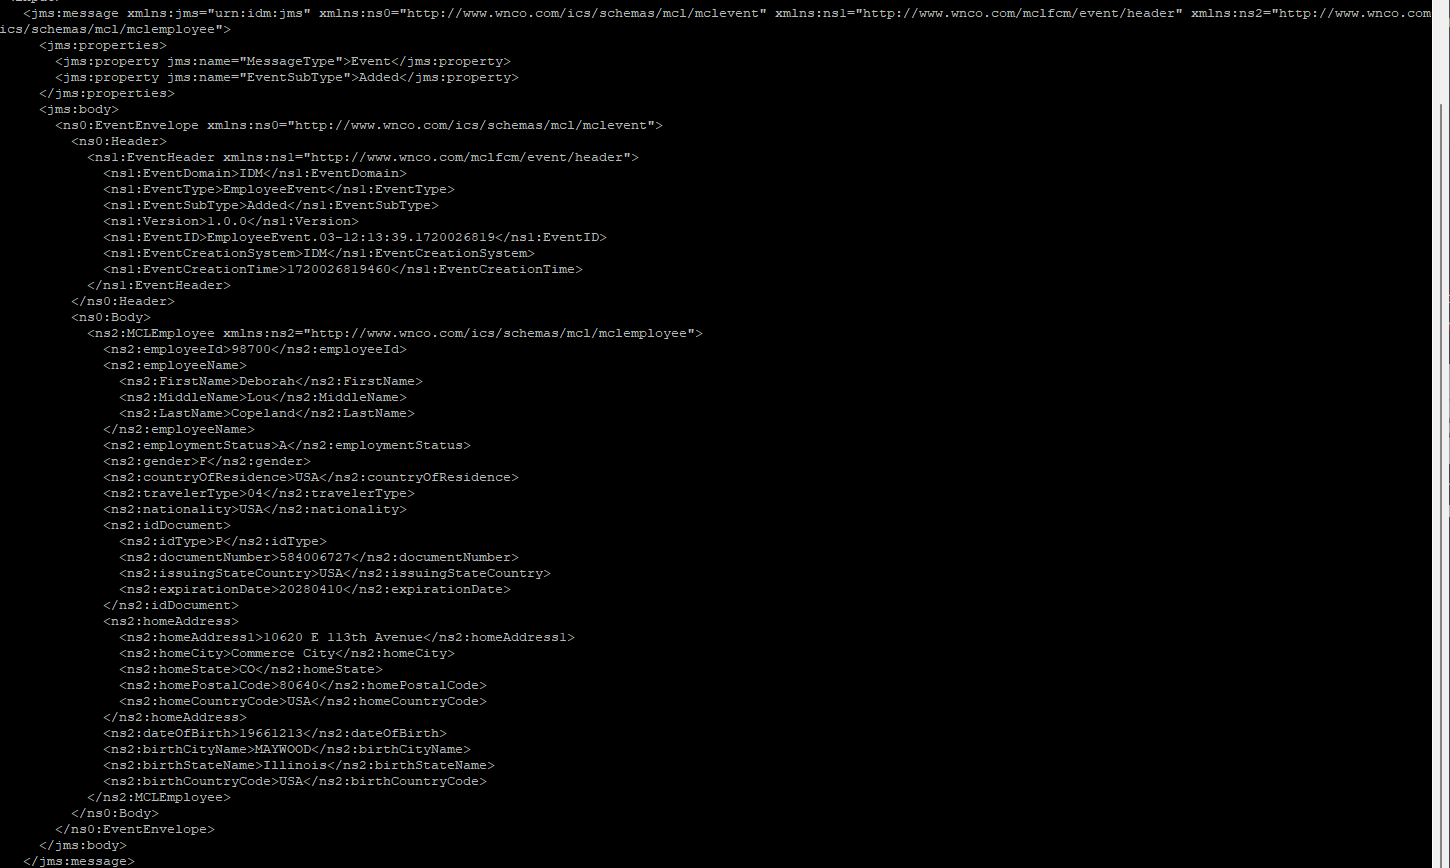 <jms:message xmlns:jms="urn:idm:jms" xmlns:ns0="http://www.wnco.com/ics/schemas/mcl/mclevent" xmlns:ns1="http://www.wnco.com/mclfcm/event/header" xmlns:ns2="http://www.wnco.com
ics/schemas/mcl/mclemployee">
<jms:properties>
<jms:property jms:name="MessageType">Event</jms:property>
<jms:property jms:name="EventSubType">Added</jms:property>
</jms:properties>
<jms:body>
<ns0:EventEnvelope xmlns:ns0="http://www.wnco.com/ics/schemas/mcl/mclevent">
<ns0:Header>
<ns1:EventHeader xmlns:ns1="http://www.wnco.com/mclfcm/event/header">
<ns1:EventDomain>IDM</ns1:EventDomain>
<ns1:EventType>EmployeeEvent</ns1:EventType>
<ns1:EventSubType>Added</ns1:EventSubType>
<ns1:Version>1.0.0</ns1:Version>
<ns1:EventID>EmployeeEvent.03-12:13:39.1720026819</ns1:EventID>
<ns1:EventCreationSystem>IDM</ns1:EventCreationSystem>
<ns1:EventCreationTime>1720026819460</ns1:EventCreationTime>
</ns1:EventHeader>
</ns0:Header>
<ns0:Body>
<ns2:MCLEmployee xmlns:ns2="http://www.wnco.com/ics/schemas/mcl/mclemployee">
<ns2:employeeId>98700</ns2:employeeId>
<ns2:employeeName>
<ns2:FirstName>Deborah</ns2:FirstName>
<ns2:MiddleName>Lou</ns2:MiddleName>
<ns2:LastName>Copeland</ns2:LastName>
</ns2:employeeName>
<ns2:employmentStatus>A</ns2:employmentStatus>
<ns2:gender>F</ns2:gender>
<ns2:countryOfResidence>USA</ns2:countryOfResidence>
<ns2:travelerType>04</ns2:travelerType>
<ns2:nationality>USA</ns2:nationality>
<ns2:idDocument>
<ns2:idType>P</ns2:idType>
<ns2:documentNumber>584006727</ns2:documentNumber>
<ns2:issuingStateCountry>USA</ns2:issuingStateCountry>
<ns2:expirationDate>20280410</ns2:expirationDate>
</ns2:idDocument>
<ns2:homeAddress>
<ns2:homeAddress1>10620 E 113th Avenue</ns2:homeAddress1>
<ns2:homeCity>Commerce City</ns2:homeCity>
<ns2:homeState>CO</ns2:homeState>
<ns2:homePostalCode>80640</ns2:homePostalCode>
<ns2:homeCountryCode>USA</ns2:homeCountryCode>
</ns2:homeAddress>
<ns2:dateOfBirth>19661213</ns2:dateOfBirth>
<ns2:birthCityName>MAYWOOD</ns2:birthCityName>
<ns2:birthStateName>Illinois</ns2:birthStateName>
<ns2:birthCountryCode>USA</ns2:birthCountryCode>
</ns2:MCLEmployee>
</ns0:Body>
</ns0:EventEnvelope>
</jms:body>
</jms:message>